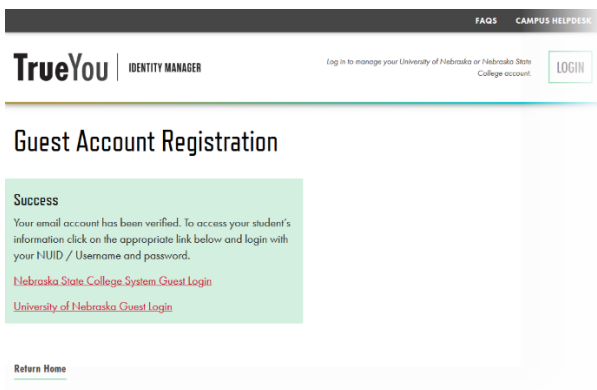 FAQS CAMPUS HELPDESK
TrueYou IDENTITY MANAGER
Log in to manage your University of Nebraska or Nebraska State
College account.
LOGIN
Guest Account Registration
Success
Your email account has been verified. To access your student's
information click on the appropriate link below and login with
your NUID / Username and password.
Nebraska State College System Guest Login
University of Nebraska Guest Login
Return Home